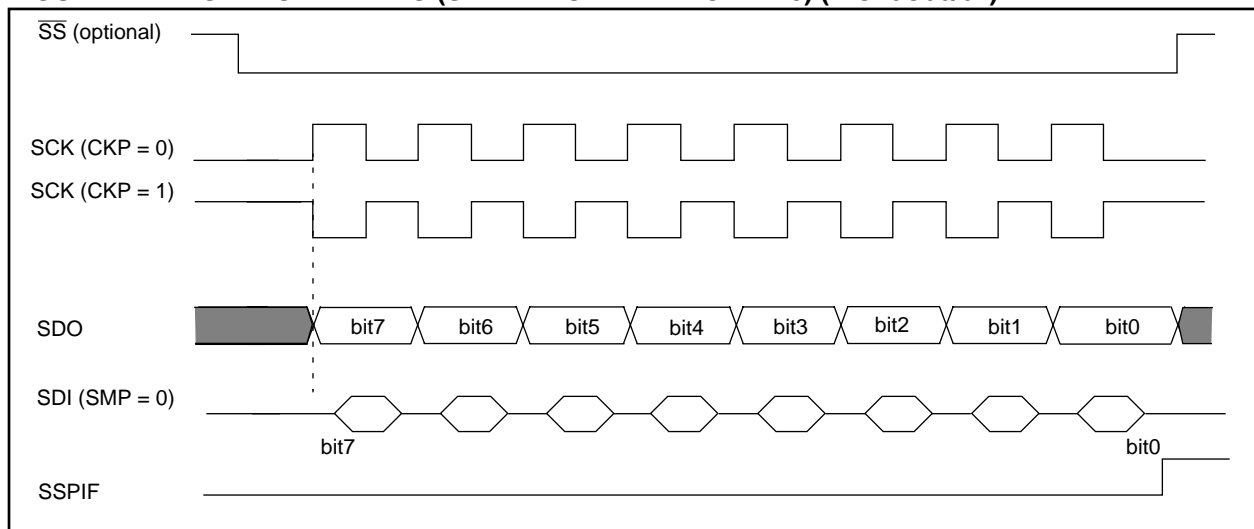 SS (optional)
SCK (CKP = 0)
SCK (CKP = 1)
SDO
bit7 bit6 bit5 bit4 bit3 bit2 bit1 bit0
SDI (SMP = 0)
bit7 bit0
SSPIF